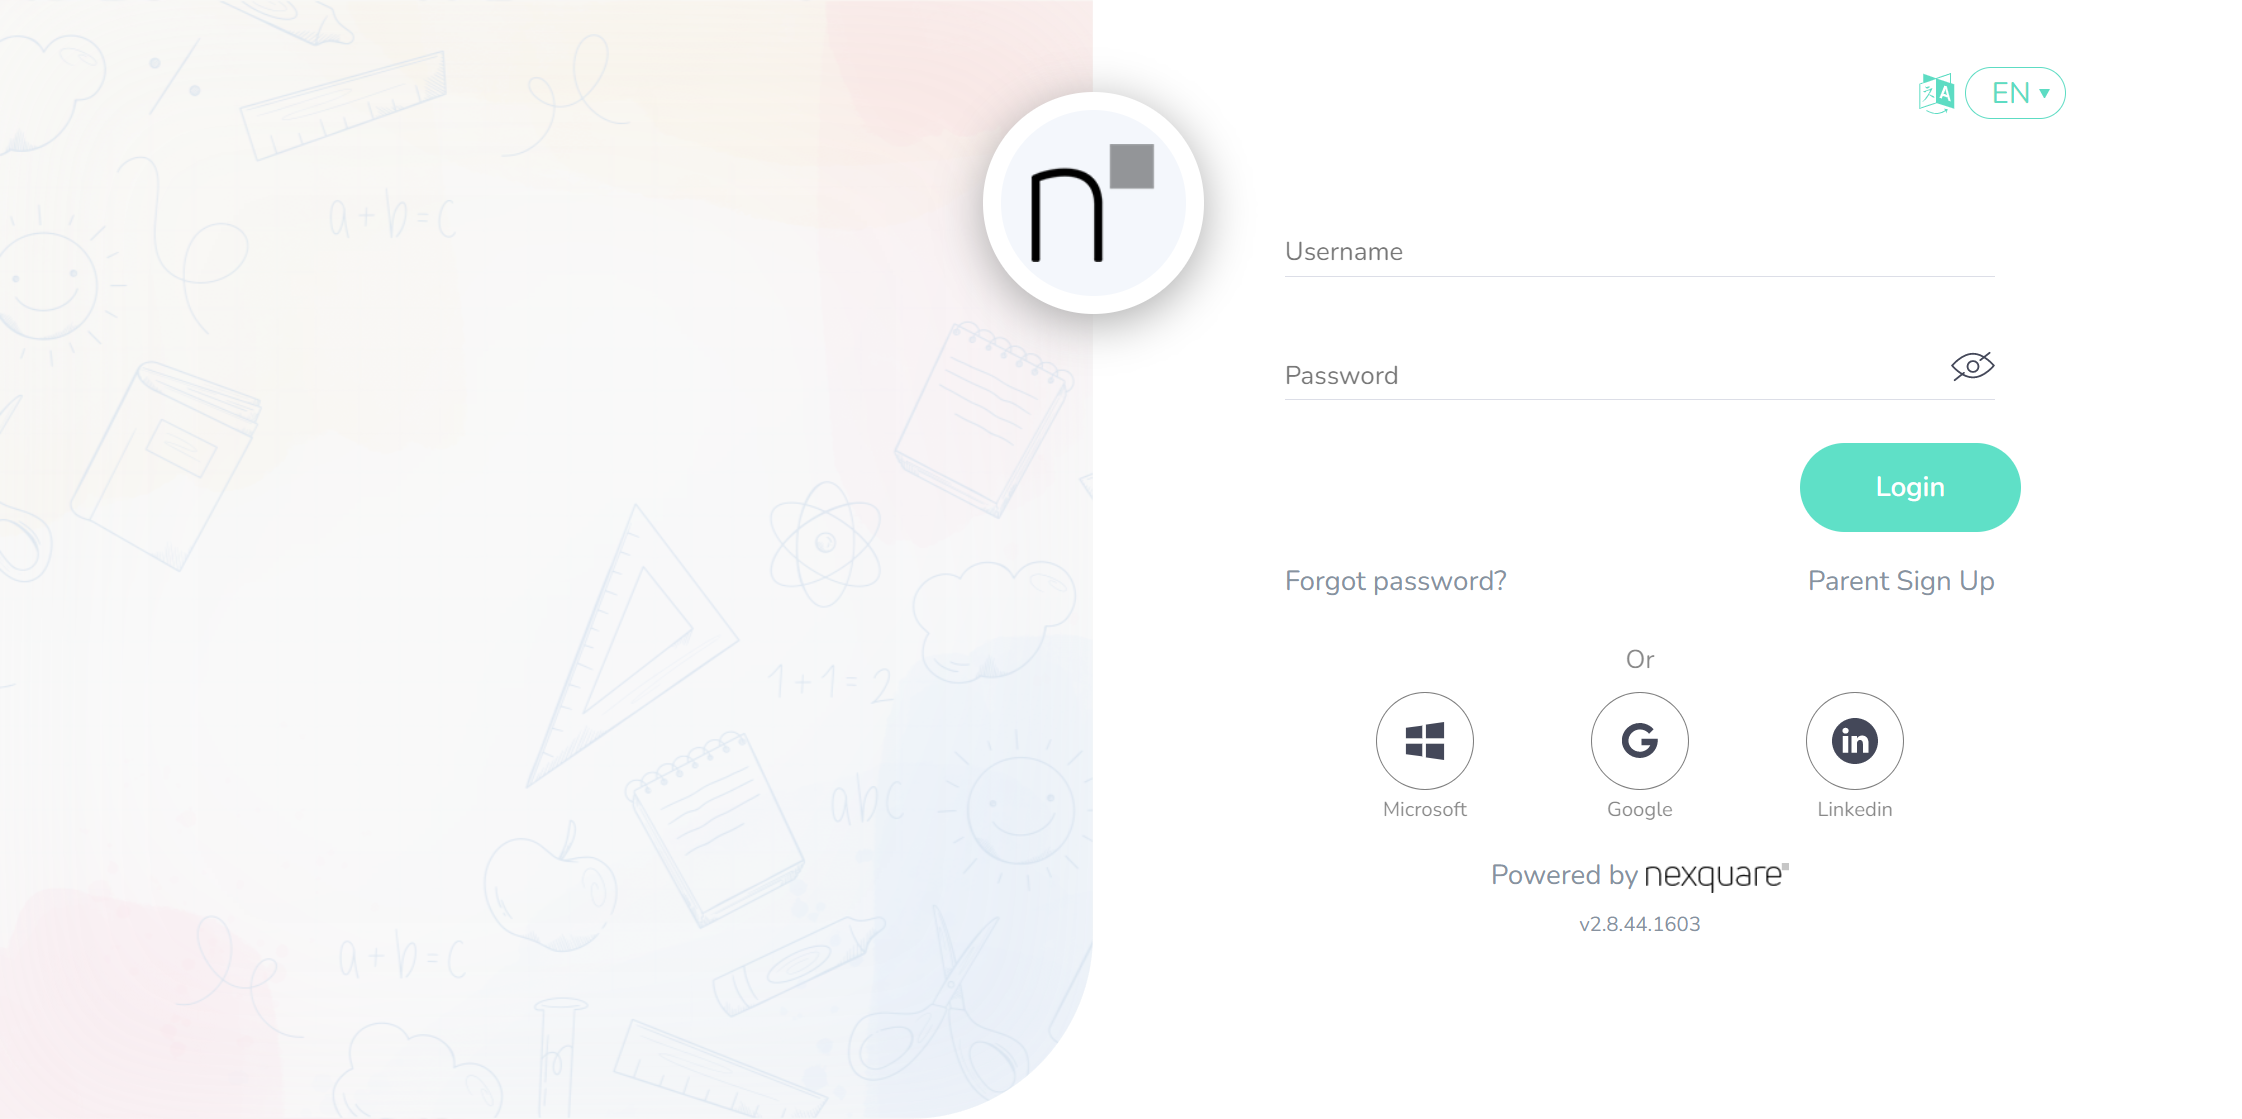 EN
a+b=c
n
Username
Password
Login
Forgot password? Parent Sign Up
Or
1+1=2
Microsoft Google Linkedin
abc
Powered by nexquare
v2.8.44.1603
a+b=c